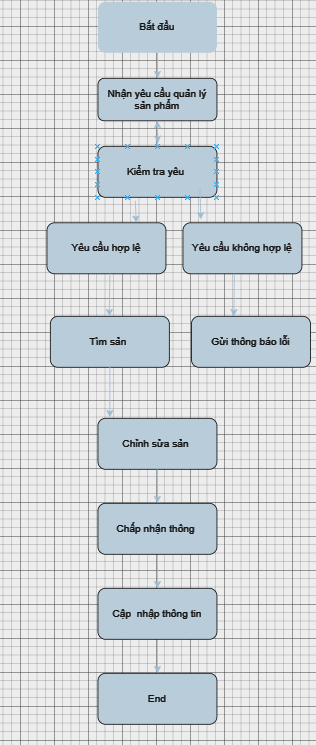 Bắt đầu
Nhận yêu cầu quản lý
sản phẩm
Kiểm tra yêu
Yêu cầu hợp lệ
Yêu cầu không hợp lệ
Tìm sản
Gửi thông báo lỗi
Chỉnh sửa sản
Chấp nhận thông
Cập nhập thông tin
End